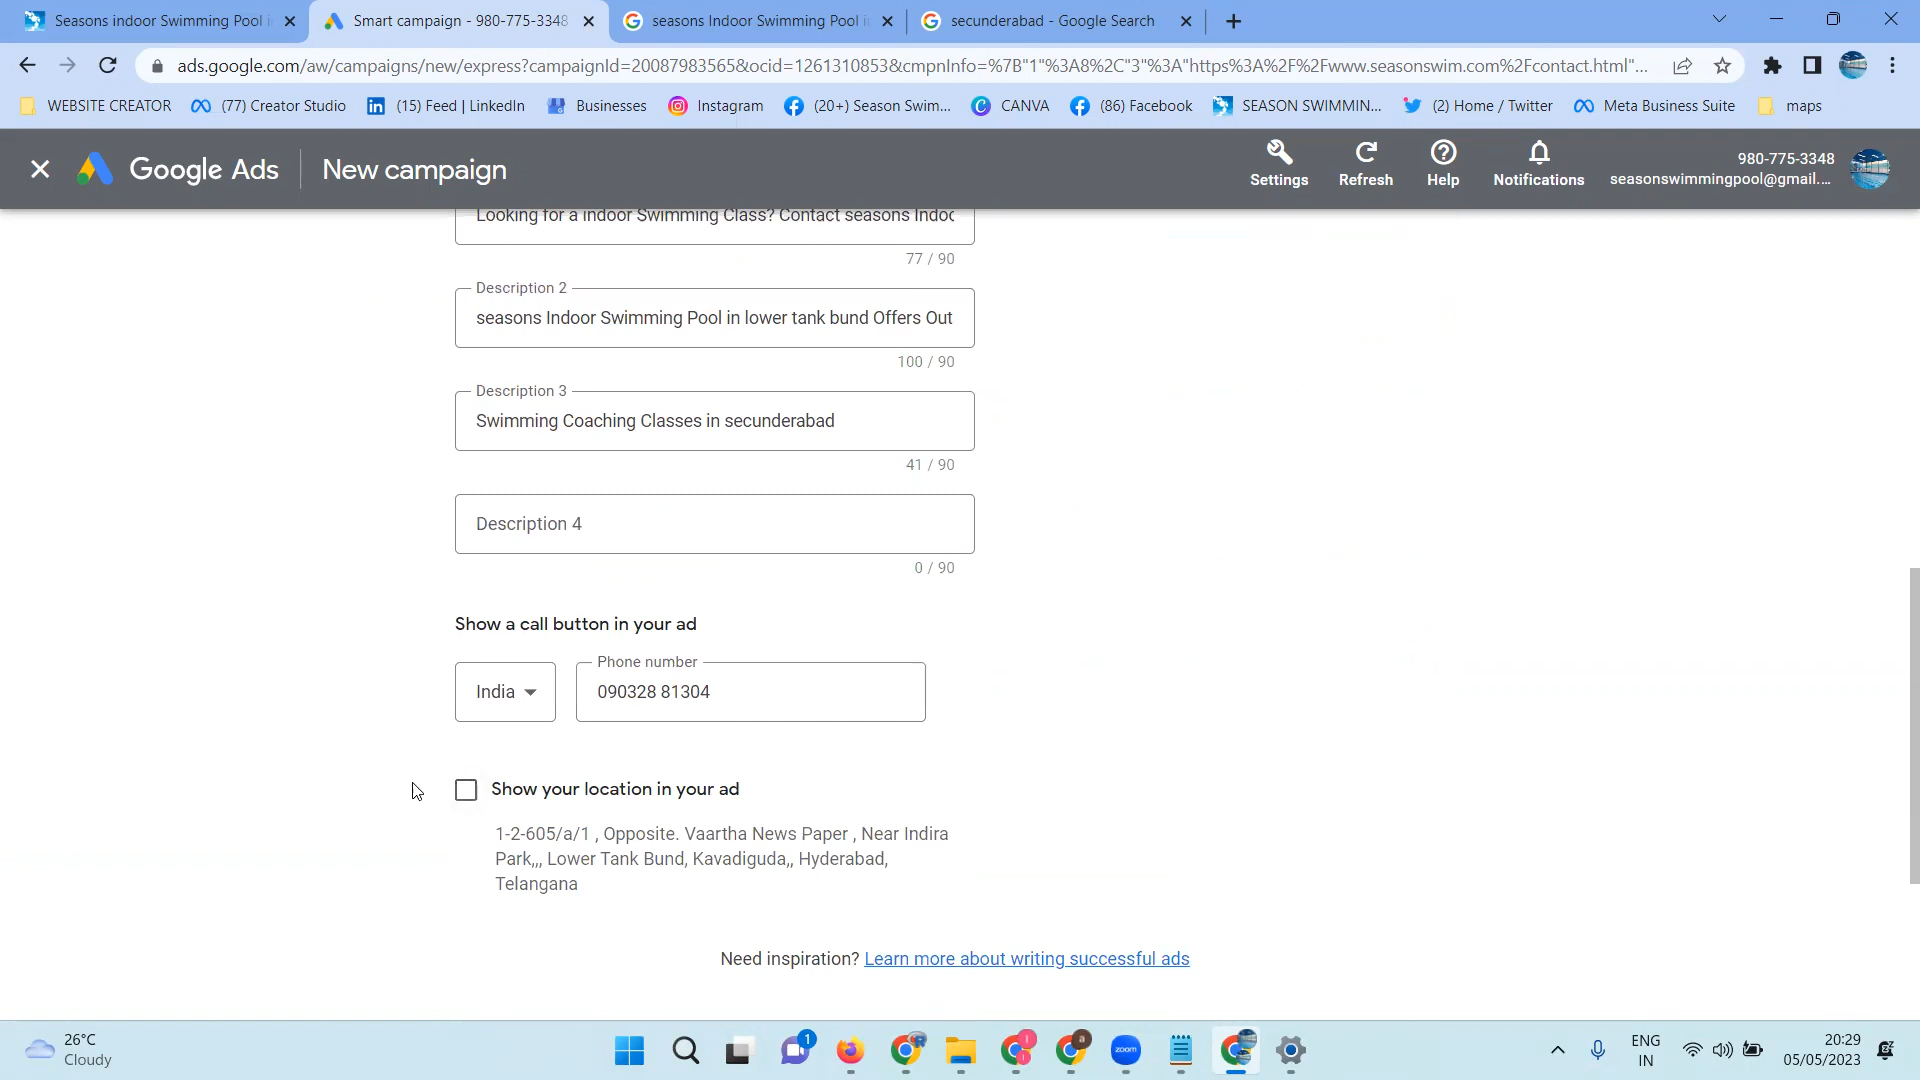 Seasons indoor Swimming Pool i
Smart campaign - 980-775-3348
seasons Indoor Swimming Pool i
secunderabad - Google Search
ads.google.com/aw/campaigns/new/express?campaignId=20087983565&ocid=1261310853&cmpnInfo=%7B"1"%3A8%2C"3"%3A"https%3A%2F%2Fwww.seasonswim.com%2Fcontact.html"...
WEBSITE CREATOR
(77) Creator Studio
(15) Feed | LinkedIn
Businesses
Instagram
(20+) Season Swim...
CANVA
(86) Facebook
SEASON SWIMMIN...
(2) Home / Twitter
Meta Business Suite
maps
Google Ads
New campaign
Settings
Refresh
Help
Notifications
980-775-3348
seasonswimmingpool@gmail....
Looking for a indoor Swimming Class? Contact seasons Indoo
77 / 90
Description 2
seasons Indoor Swimming Pool in lower tank bund Offers Out
100 / 90
Description 3
Swimming Coaching Classes in secunderabad
41 / 90
Description 4
0 / 90
Show a call button in your ad
India
Phone number
090328 81304
Show your location in your ad
1-2-605/a/1 , Opposite. Vaartha News Paper , Near Indira
Park,,, Lower Tank Bund, Kavadiguda,, Hyderabad,
Telangana
Need inspiration? Learn more about writing successful ads
26°C
Cloudy
1
zoom
ENG
IN
20:29
05/05/2023